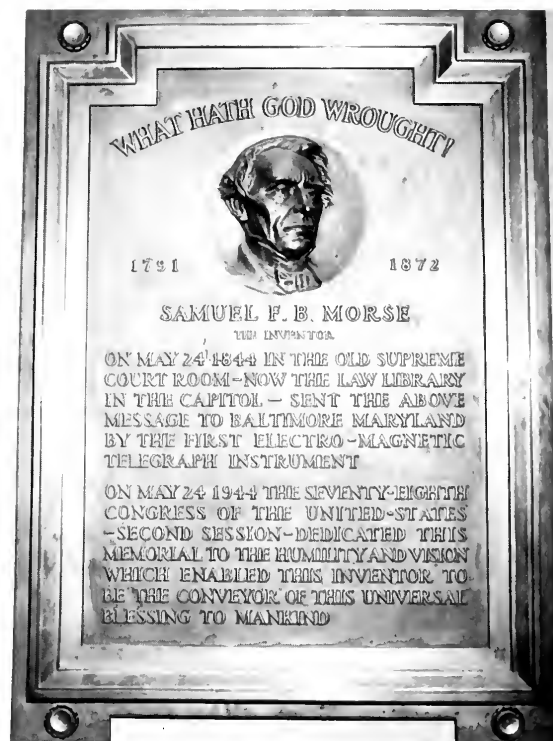 WHAT HATH GOD WROUGHT!
1791 1872
SAMUEL F. B. MORSE
THE INVENTOR
ON MAY 24 1844 IN THE OLD SUPREME
COURT ROOM-NOW THE LAW LIBRARY
IN THE CAPITOL - SENT THE ABOVE
MESSAGE TO BALTIMORE MARYLAND
BY THE FIRST ELECTRO-MAGNETIC
TELEGRAPH INSTRUMENT
ON MAY 24 1944 THE SEVENTY-EIGHTH
CONGRESS OF THE UNITED-STATES
-SECOND SESSION-DEDICATED THIS
MEMORIAL TO THE HUMILITY AND VISION
WHICH ENABLED THIS INVENTOR TO
BE THE CONVEYOR OF THIS UNIVERSAL
BLESSING TO MANKIND